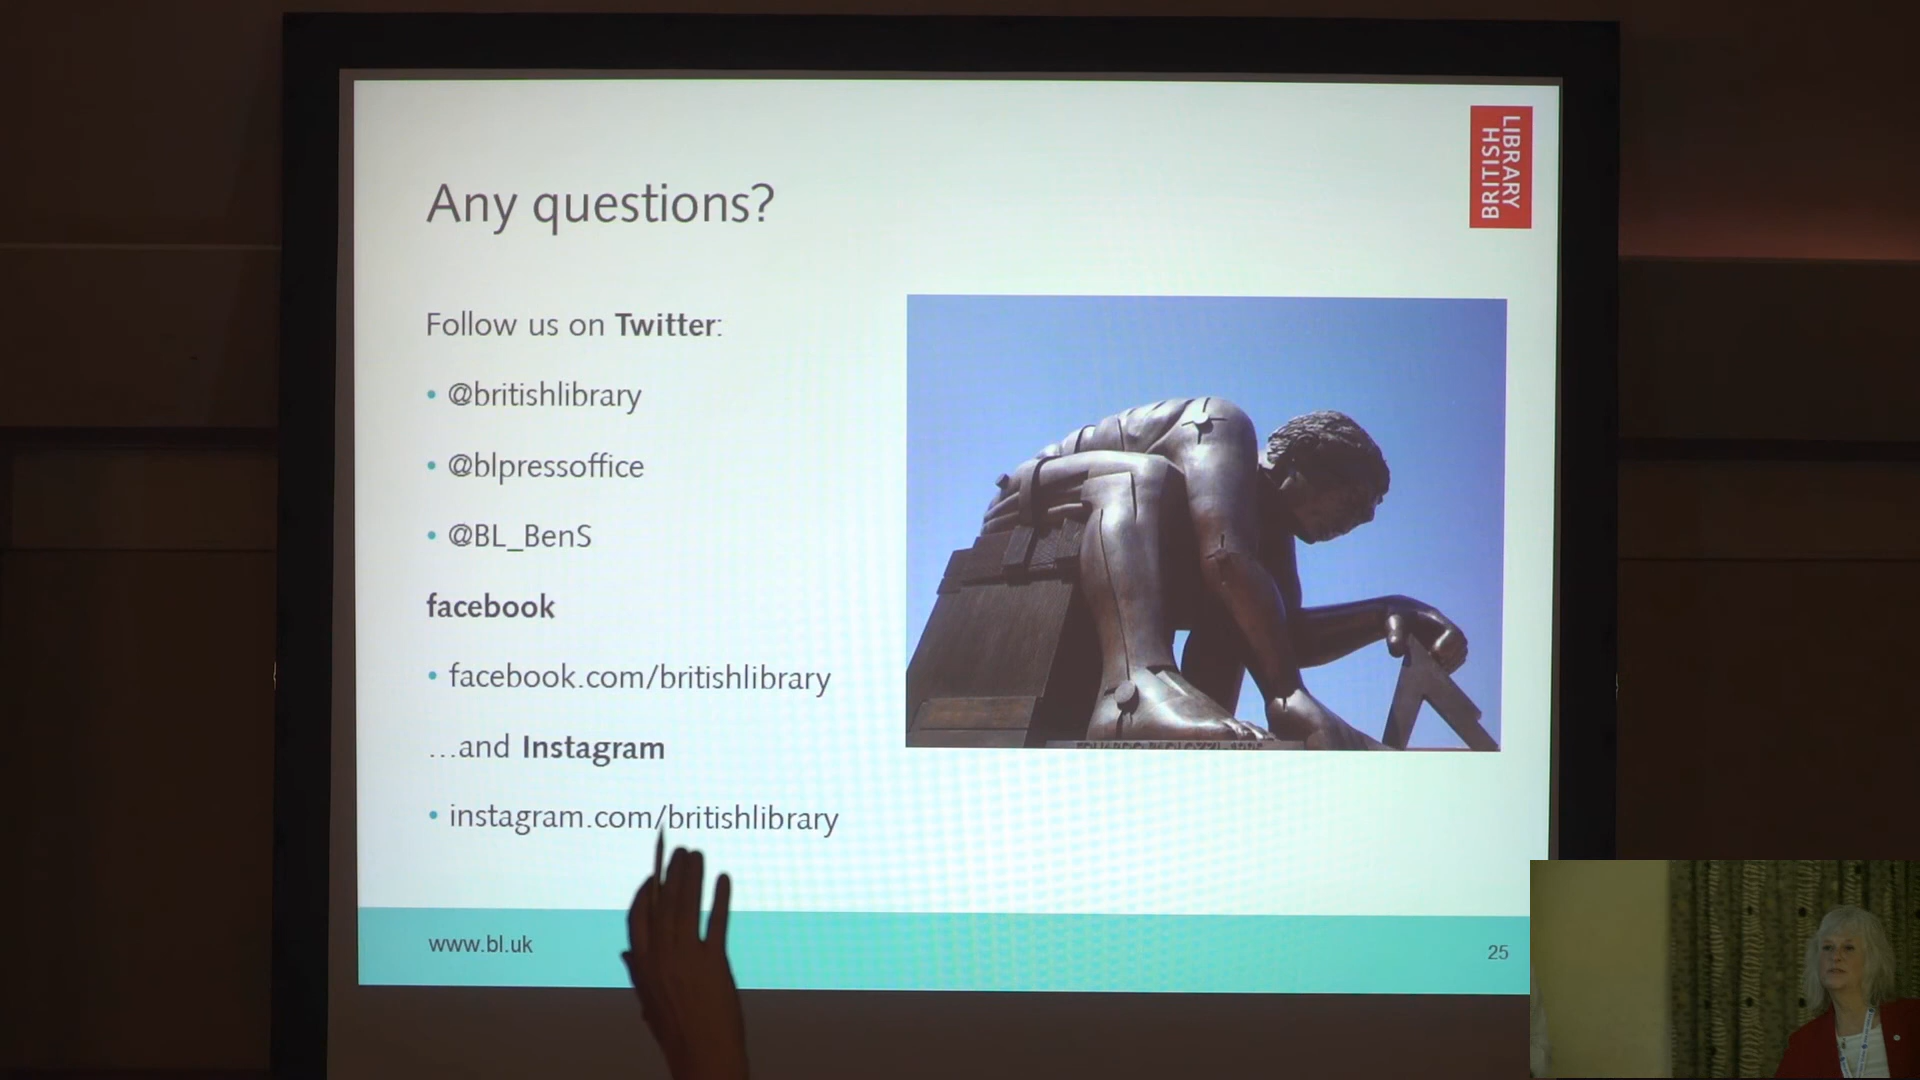 BRITISH
LIBRARY
Any questions?
Follow us on Twitter:
• @britishlibrary
• @blpressoffice
• @BL_BenS
facebook
• facebook.com/britishlibrary
...and Instagram
• instagram.com/britishlibrary
www.bl.uk
25